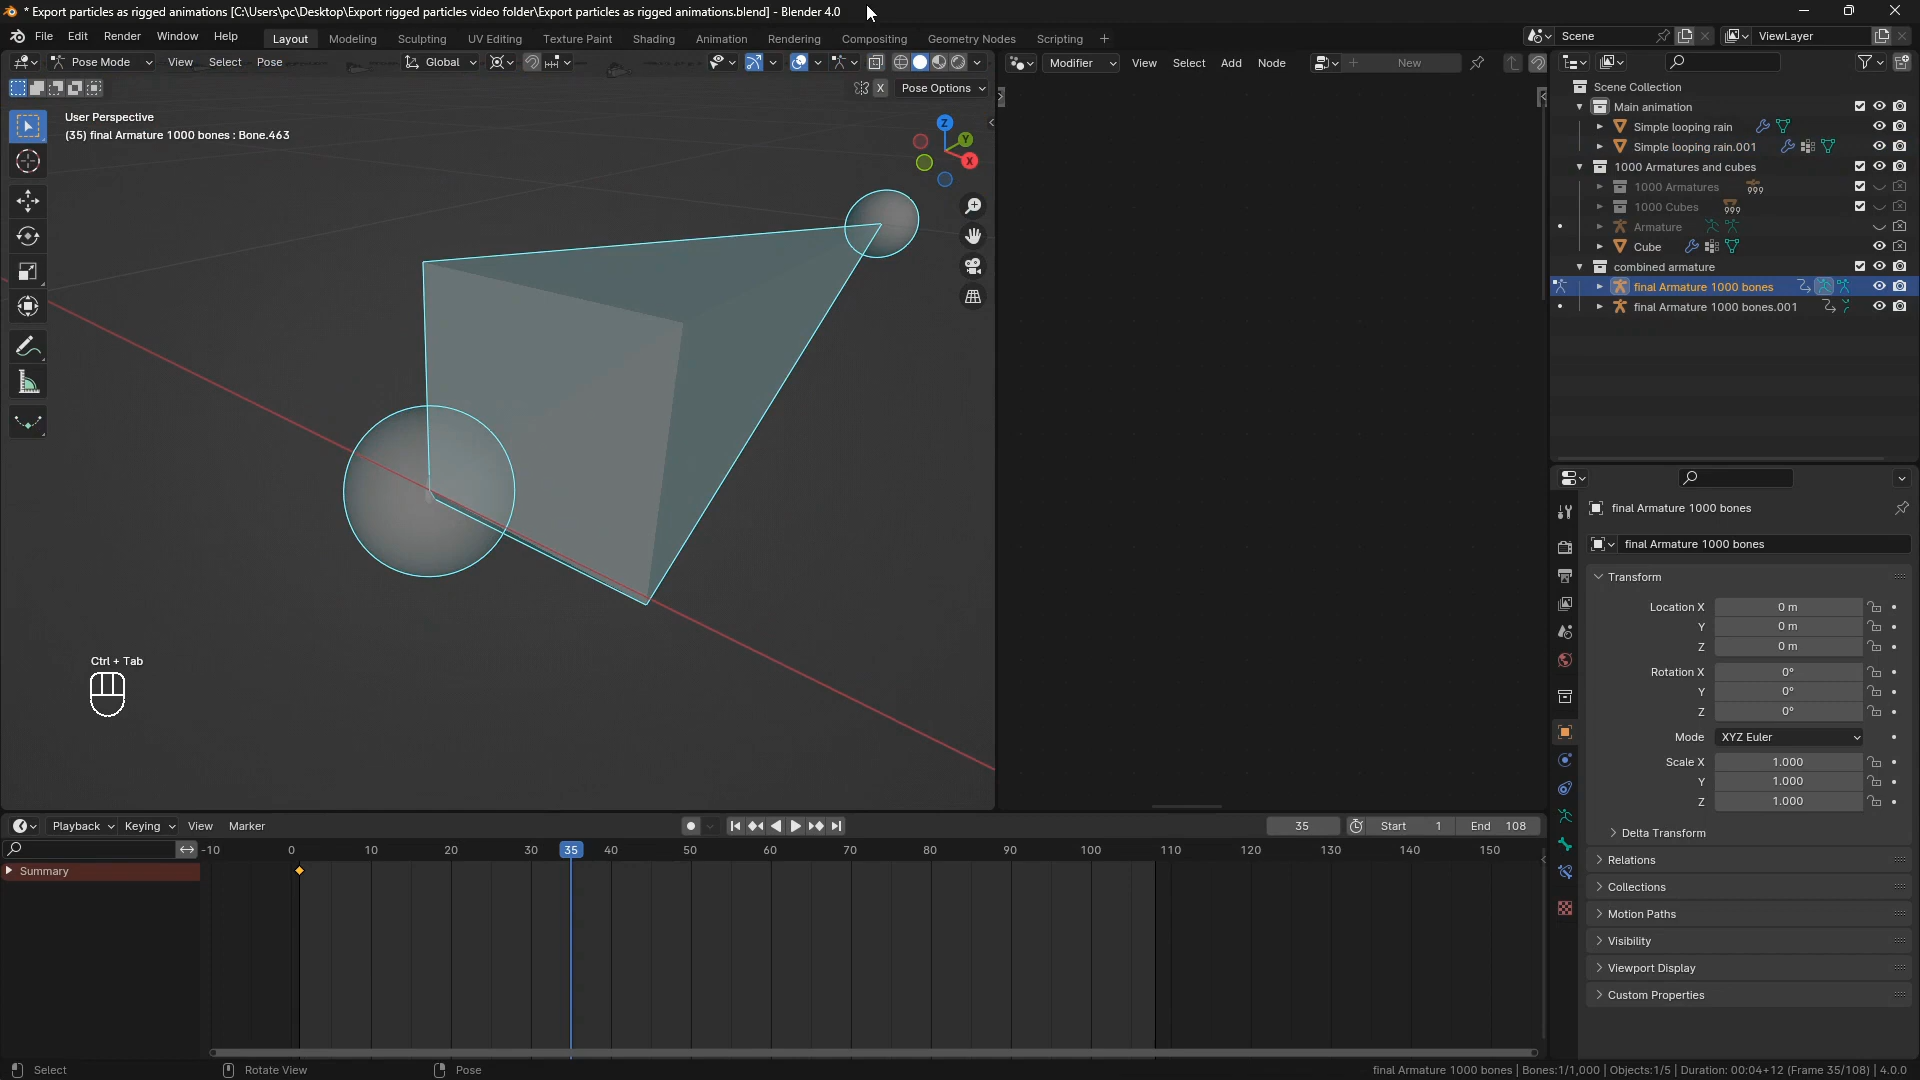 * Export particles as rigged animations [C:\Users\pc\Desktop\Export rigged particles video folder\Export particles as rigged animations.blend] - Blender 4.0
File Edit Render Window Help Layout Modeling Sculpting UV Editing Texture Paint Shading Animation Rendering Compositing Geometry Nodes Scripting + Scene ViewLayer
Pose Mode View Select Pose Global Modifier View Select Add Node New
X Pose Options
User Perspective
(35) final Armature 1000 bones : Bone.463
Z
Y
X
Ctrl + Tab
Scene Collection
Main animation
Simple looping rain
Simple looping rain.001
1000 Armatures and cubes
1000 Armatures 999
1000 Cubes 999
Armature
Cube
combined armature
final Armature 1000 bones
final Armature 1000 bones.001
final Armature 1000 bones
final Armature 1000 bones
Transform
Location X 0 m
Y 0 m
Z 0 m
Rotation X 0°
Y 0°
Z 0°
Mode XYZ Euler
Scale X 1.000
Y 1.000
Z 1.000
Delta Transform
Relations
Collections
Motion Paths
Visibility
Viewport Display
Custom Properties
Playback Keying View Marker 35 Start 1 End 108
-10 0 10 20 30 35 40 50 60 70 80 90 100 110 120 130 140 150
Summary
Select Rotate View Pose final Armature 1000 bones | Bones:1/1,000 | Objects:1/5 | Duration: 00:04+12 (Frame 35/108) | 4.0.0